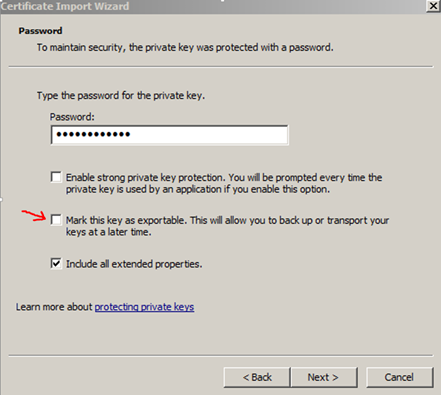 Certificate Import Wizard
Password
To maintain security, the private key was protected with a password.
Type the password for the private key.
Password:
••••••••••••
Enable strong private key protection. You will be prompted every time the
private key is used by an application if you enable this option.
Mark this key as exportable. This will allow you to back up or transport your
keys at a later time.
Include all extended properties.
Learn more about protecting private keys
< Back
Next >
Cancel